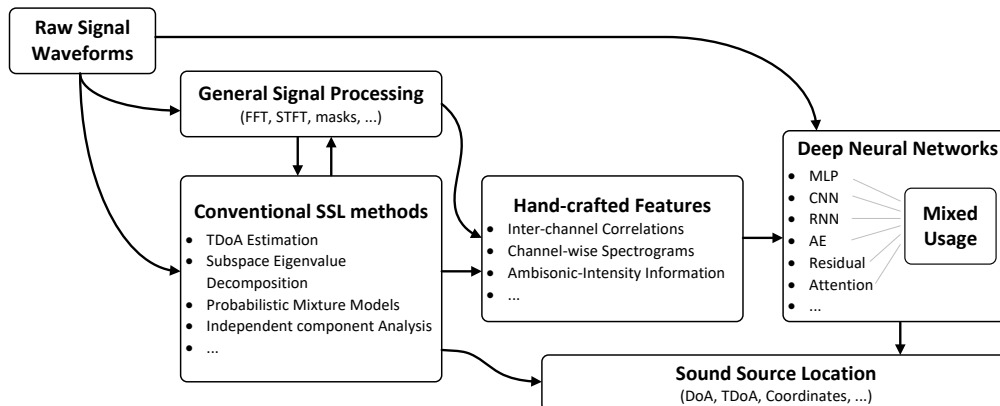 Raw Signal
Waveforms
General Signal Processing
(FFT, STFT, masks, ...)
Conventional SSL methods
• TDoA Estimation
• Subspace Eigenvalue
Decomposition
• Probabilistic Mixture Models
• Independent component Analysis
• ...
Hand-crafted Features
• Inter-channel Correlations
• Channel-wise Spectrograms
• Ambisonic-Intensity Information
• ...
Deep Neural Networks
• MLP
• CNN
• RNN
• AE
• Residual
• Attention
• ...
Mixed
Usage
Sound Source Location
(DoA, TDoA, Coordinates, ...)